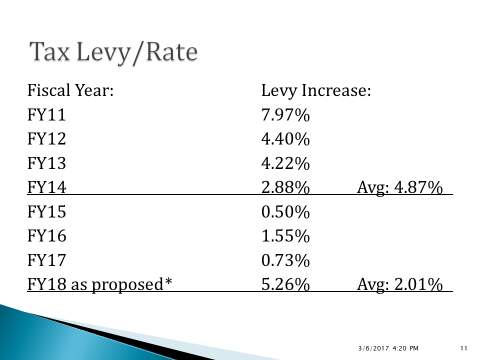 Tax Levy/Rate
Fiscal Year: Levy Increase:
FY11 7.97%
FY12 4.40%
FY13 4.22%
FY14 2.88% Avg: 4.87%
FY15 0.50%
FY16 1.55%
FY17 0.73%
FY18 as proposed* 5.26% Avg: 2.01%
3/6/2017 4:20 PM 11